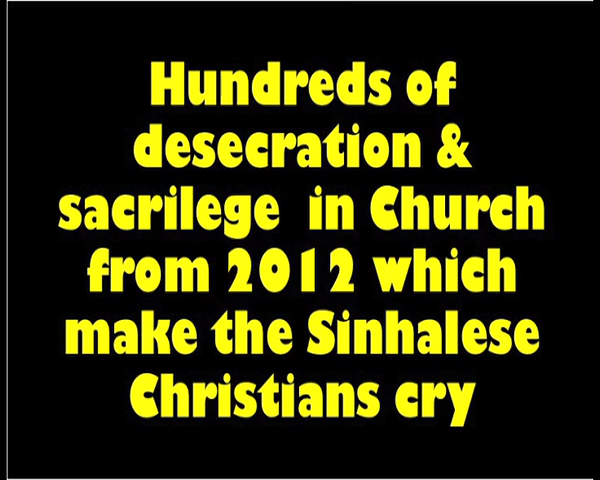 Hundreds of
desecration &
sacrilege in Church
from 2012 which
make the Sinhalese
Christians cry